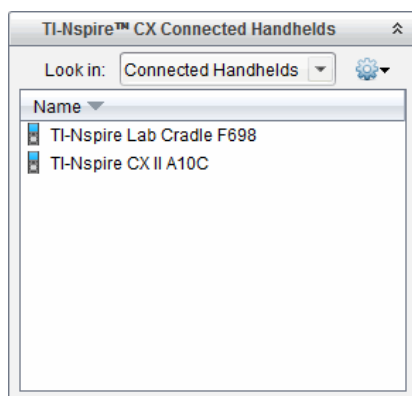 TI-Nspire™ CX Connected Handhelds
Look in: Connected Handhelds
Name
TI-Nspire Lab Cradle F698
TI-Nspire CX II A10C